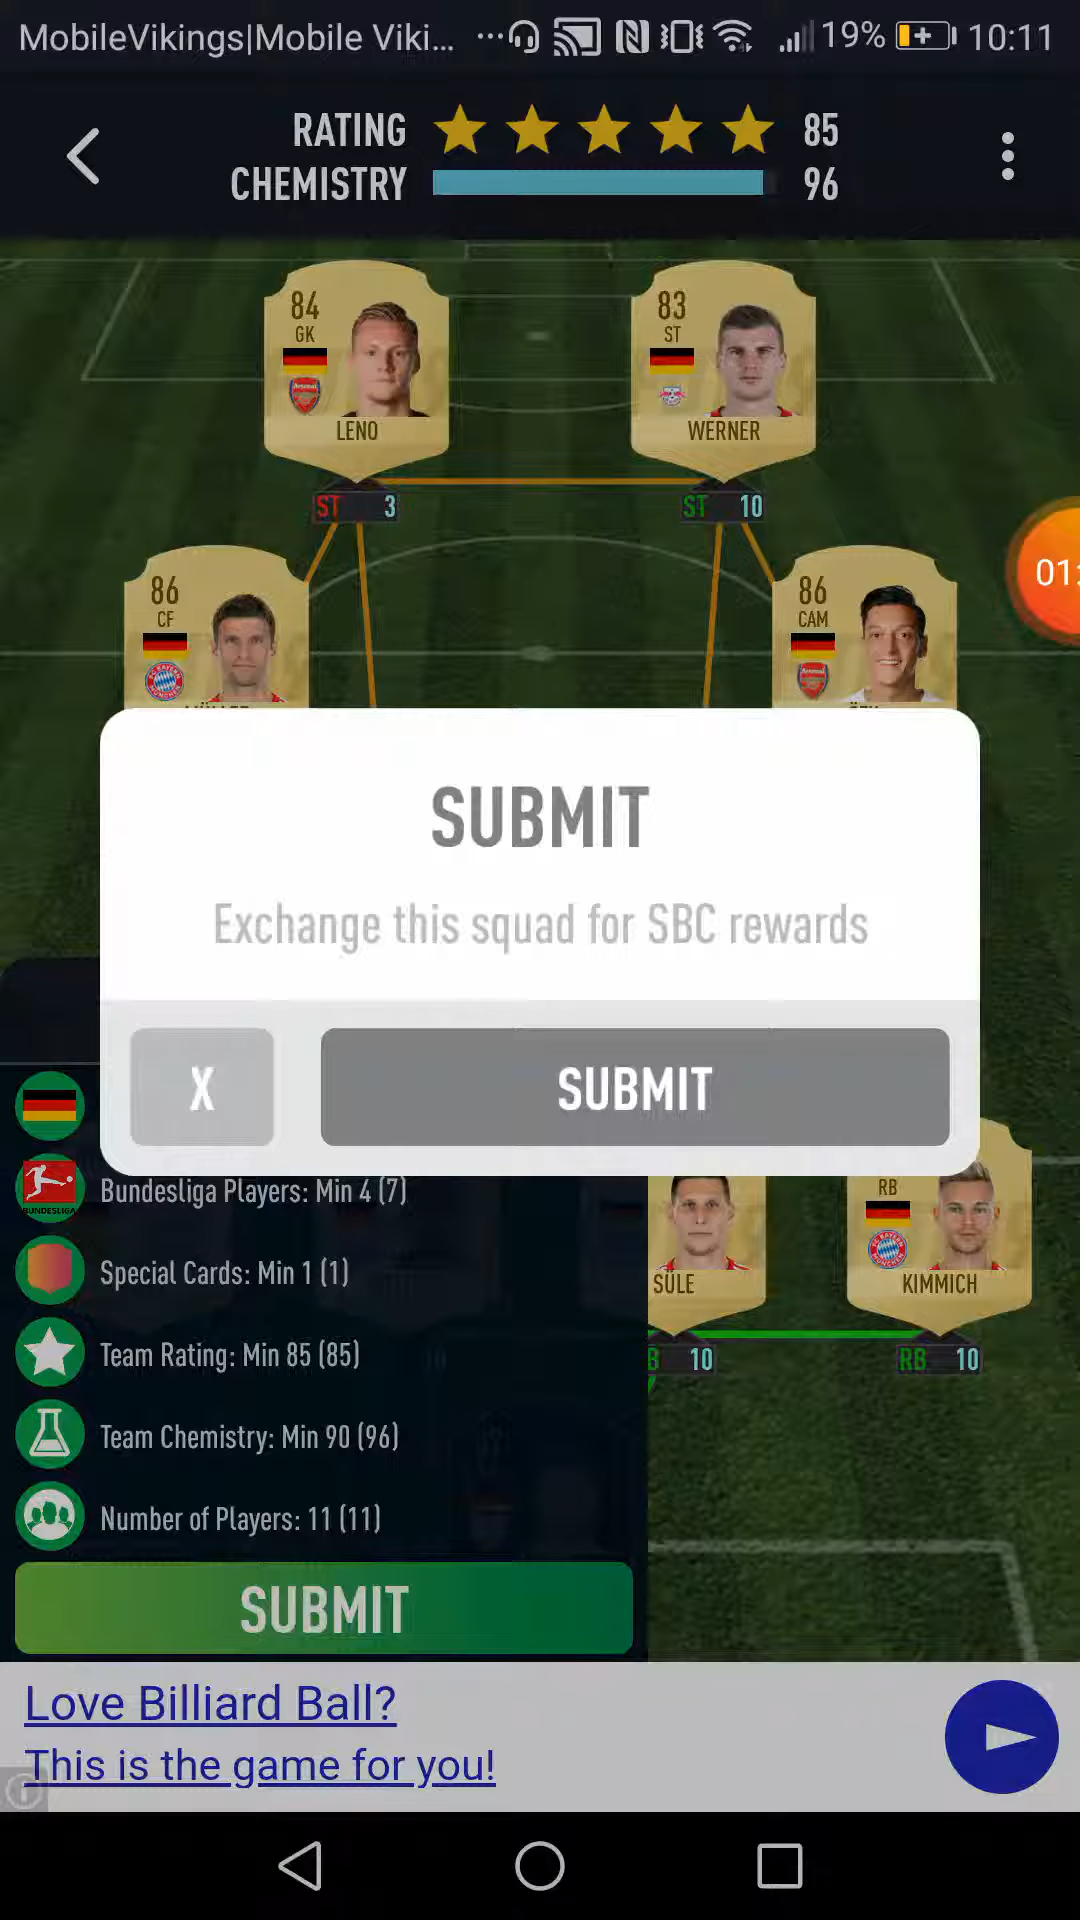 MobileVikings|Mobile Viki... 19% 10:11
RATING 85
CHEMISTRY 96
84 GK LENO
83 ST WERNER
ST 3
ST 10
86 CF
86 CAM
01:
SUBMIT
Exchange this squad for SBC rewards
X SUBMIT
Bundesliga Players: Min 4 (7)
Special Cards: Min 1 (1)
Team Rating: Min 85 (85)
Team Chemistry: Min 90 (96)
Number of Players: 11 (11)
SÜLE
RB KIMMICH
B 10
RB 10
SUBMIT
Love Billiard Ball?
This is the game for you!